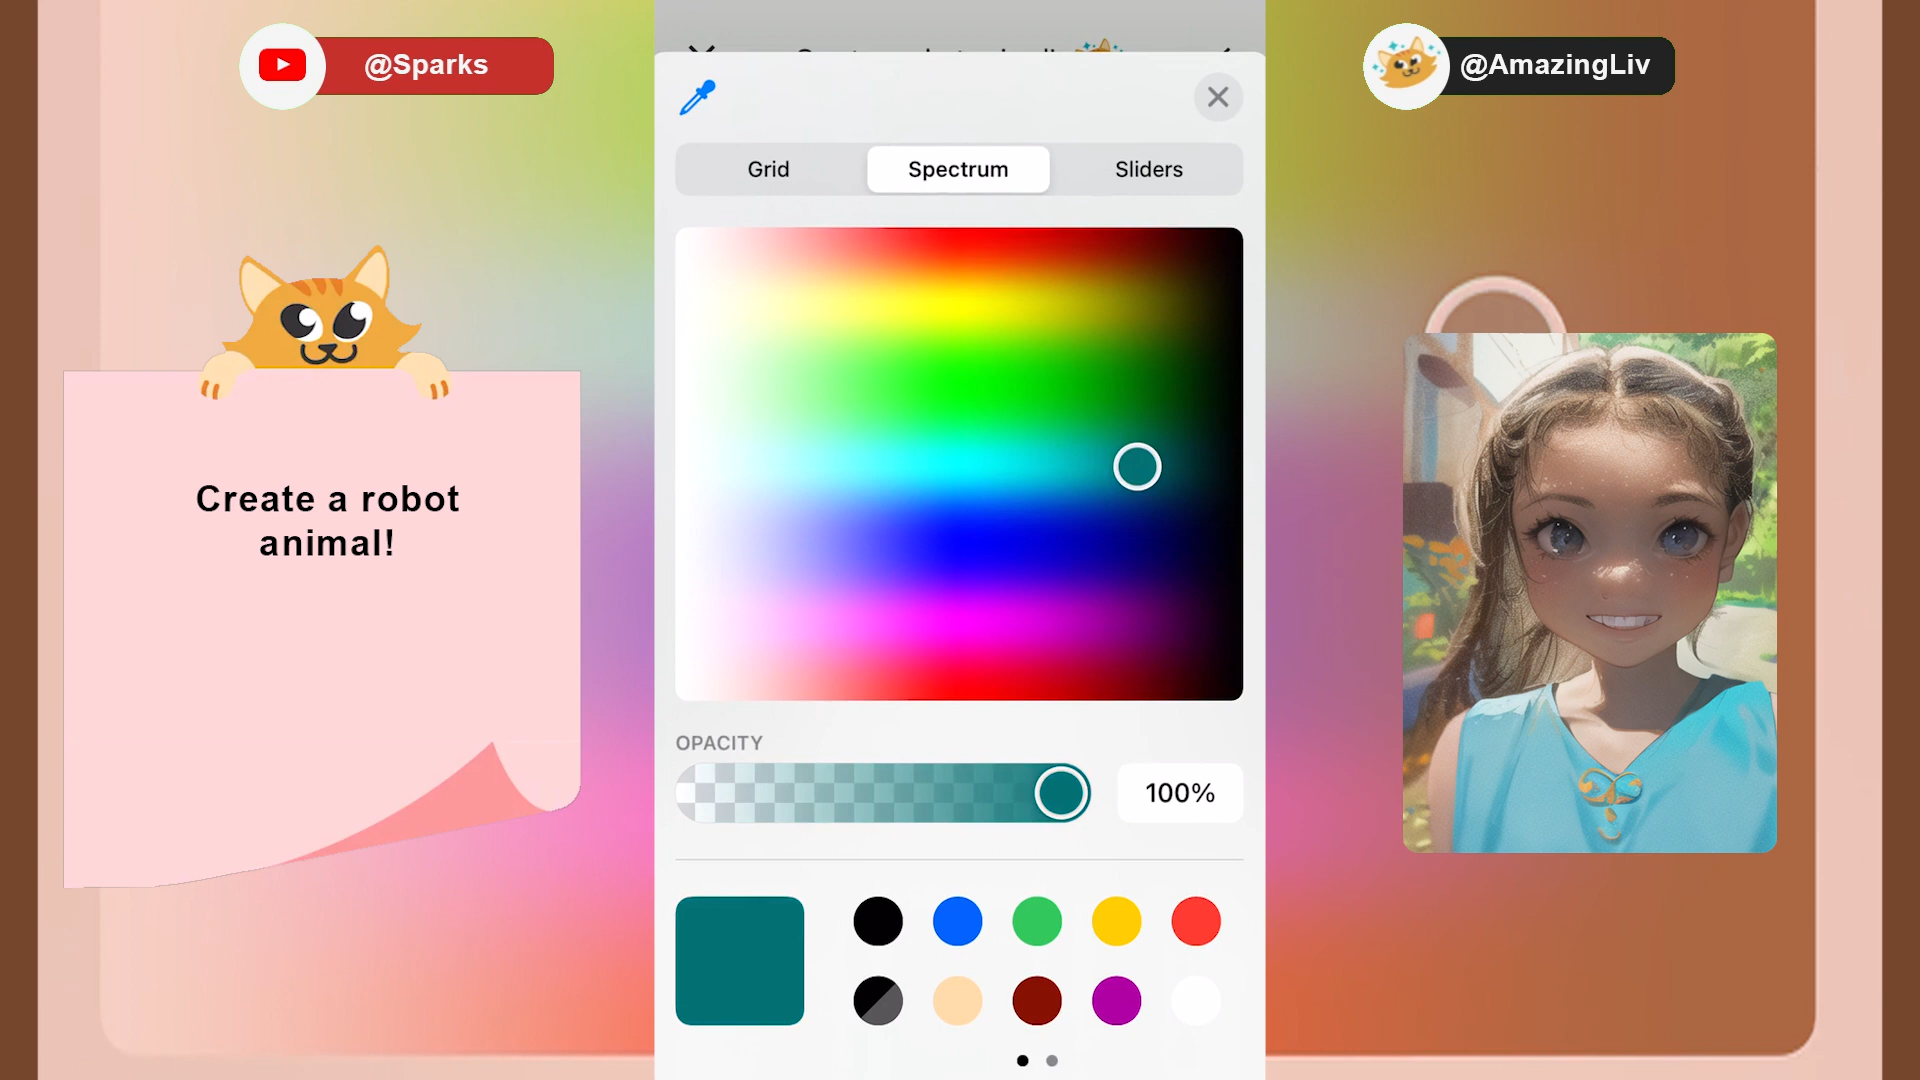 @Sparks
@AmazingLiv
Grid
Spectrum
Sliders
Create a robot
animal!
OPACITY
100%